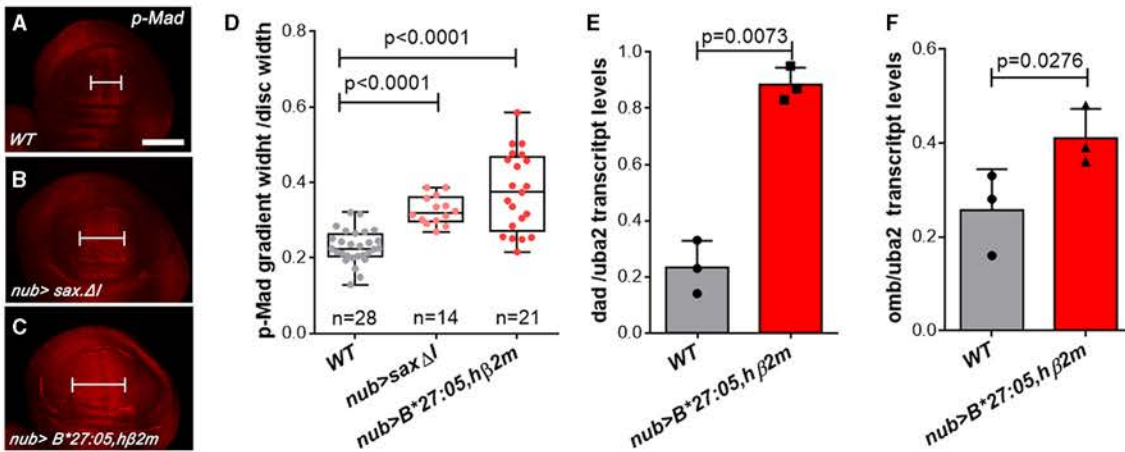 A
p-Mad
WT
B
nub> sax.ΔI
C
nub> B*27:05,hβ2m
D
p-Mad gradient widht /disc width
0.8
0.6
0.4
0.2
0.0
p<0.0001
p<0.0001
n=28
n=14
n=21
WT
nub>sax ΔI
nub>B*27:05,hβ2m
E
dad /uba2 transcritpt levels
1.0
0.8
0.6
0.4
0.2
0.0
p=0.0073
WT
nub>B*27:05,hβ2m
F
omb/uba2 transcript levels
0.6
0.4
0.2
0.0
p=0.0276
WT
nub>B*27:05,hβ2m